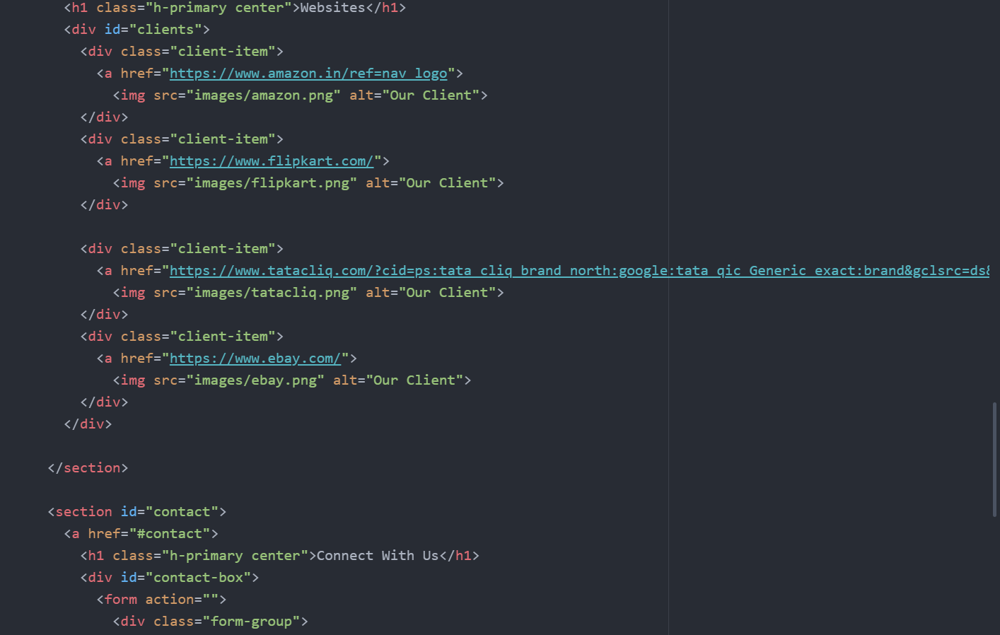 <h1 class="h-primary center">Websites</h1>
<div id="clients">
<div class="client-item">
<a href="https://www.amazon.in/ref=nav_logo">
<img src="images/amazon.png" alt="Our Client">
</div>
<div class="client-item">
<a href="https://www.flipkart.com/">
<img src="images/flipkart.png" alt="Our Client">
</div>
<div class="client-item">
<a href="https://www.tatacliq.com/?cid=ps:tata_cliq_brand_north:google:tata_qic_Generic_exact:brand&gclsrc=ds&
<img src="images/tatacliq.png" alt="Our Client">
</div>
<div class="client-item">
<a href="https://www.ebay.com/">
<img src="images/ebay.png" alt="Our Client">
</div>
</div>
</section>
<section id="contact">
<a href="#contact">
<h1 class="h-primary center">Connect With Us</h1>
<div id="contact-box">
<form action="">
<div class="form-group">